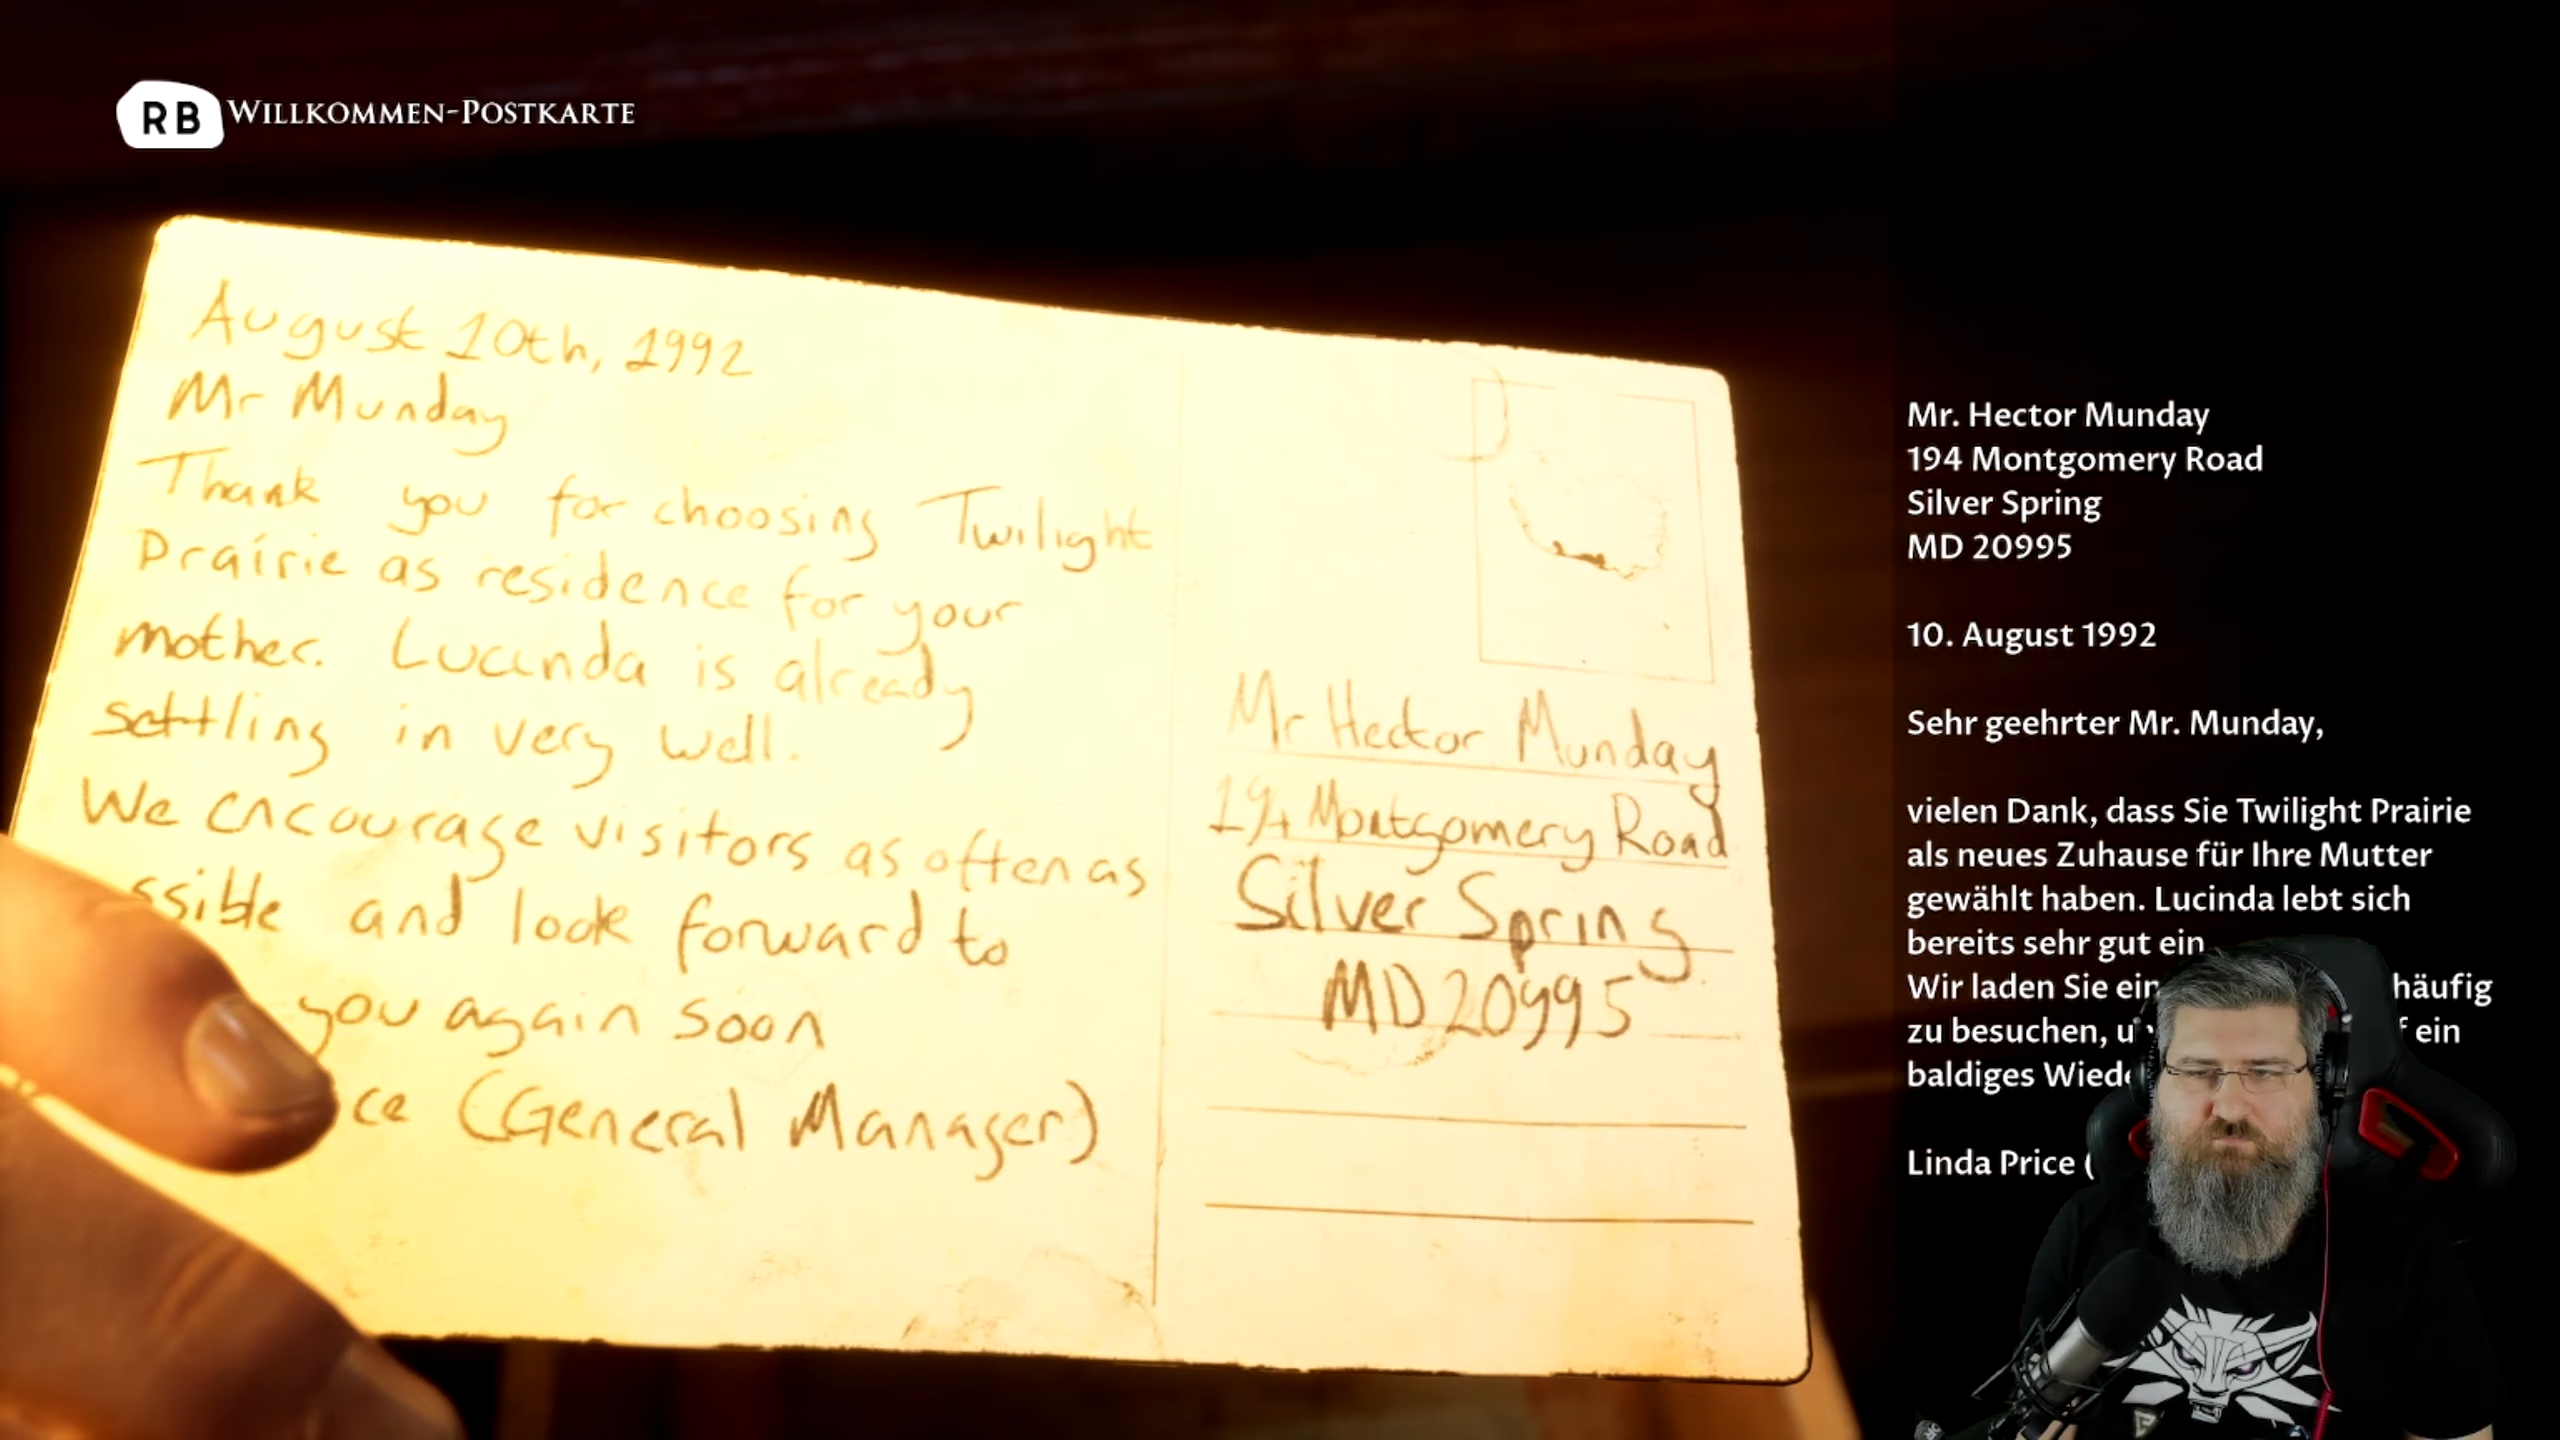 RB WILLKOMMEN-POSTKARTE
August 10th, 1992
Mr Munday
Thank you for choosing Twilight
Prairie as residence for your
mother. Lucinda is already
settling in very well.
We encourage visitors as often as
ssible and look forward to
you again soon
ce (General Manager)
Mr Hector Munday
194 Montgomery Road
Silver Spring
MD 20995
Mr. Hector Munday
194 Montgomery Road
Silver Spring
MD 20995
10. August 1992
Sehr geehrter Mr. Munday,
vielen Dank, dass Sie Twilight Prairie
als neues Zuhause für Ihre Mutter
gewählt haben. Lucinda lebt sich
bereits sehr gut ein
Wir laden Sie ein häufig
zu besuchen, ein
baldiges
Linda Price (